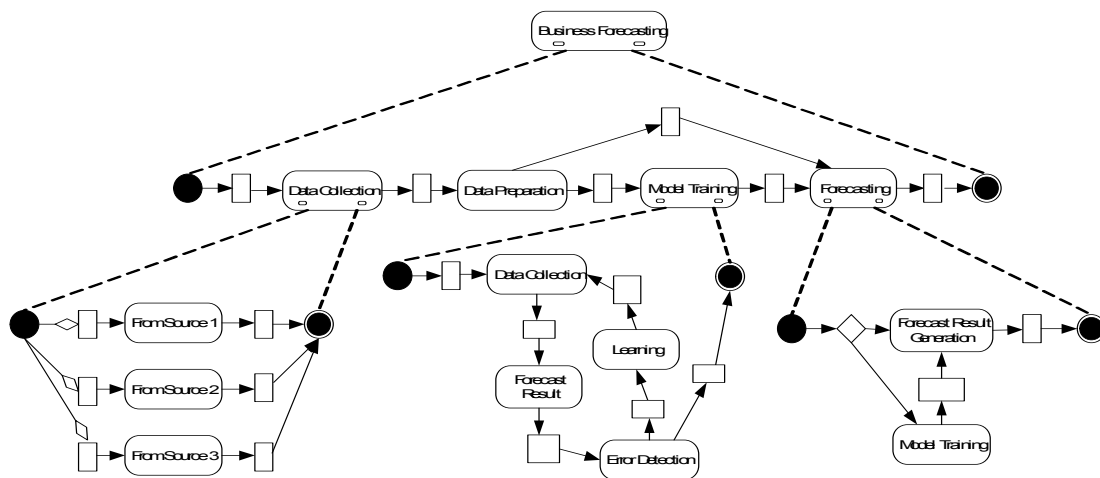 Business Forecasting
Data Collection
Data Preparation
Model Training
Forecasting
Data Collection
From Source 1
Forecast Result
Generation
Learning
From Source 2
Forecast
Result
From Source 3
Error Detection
Model Training